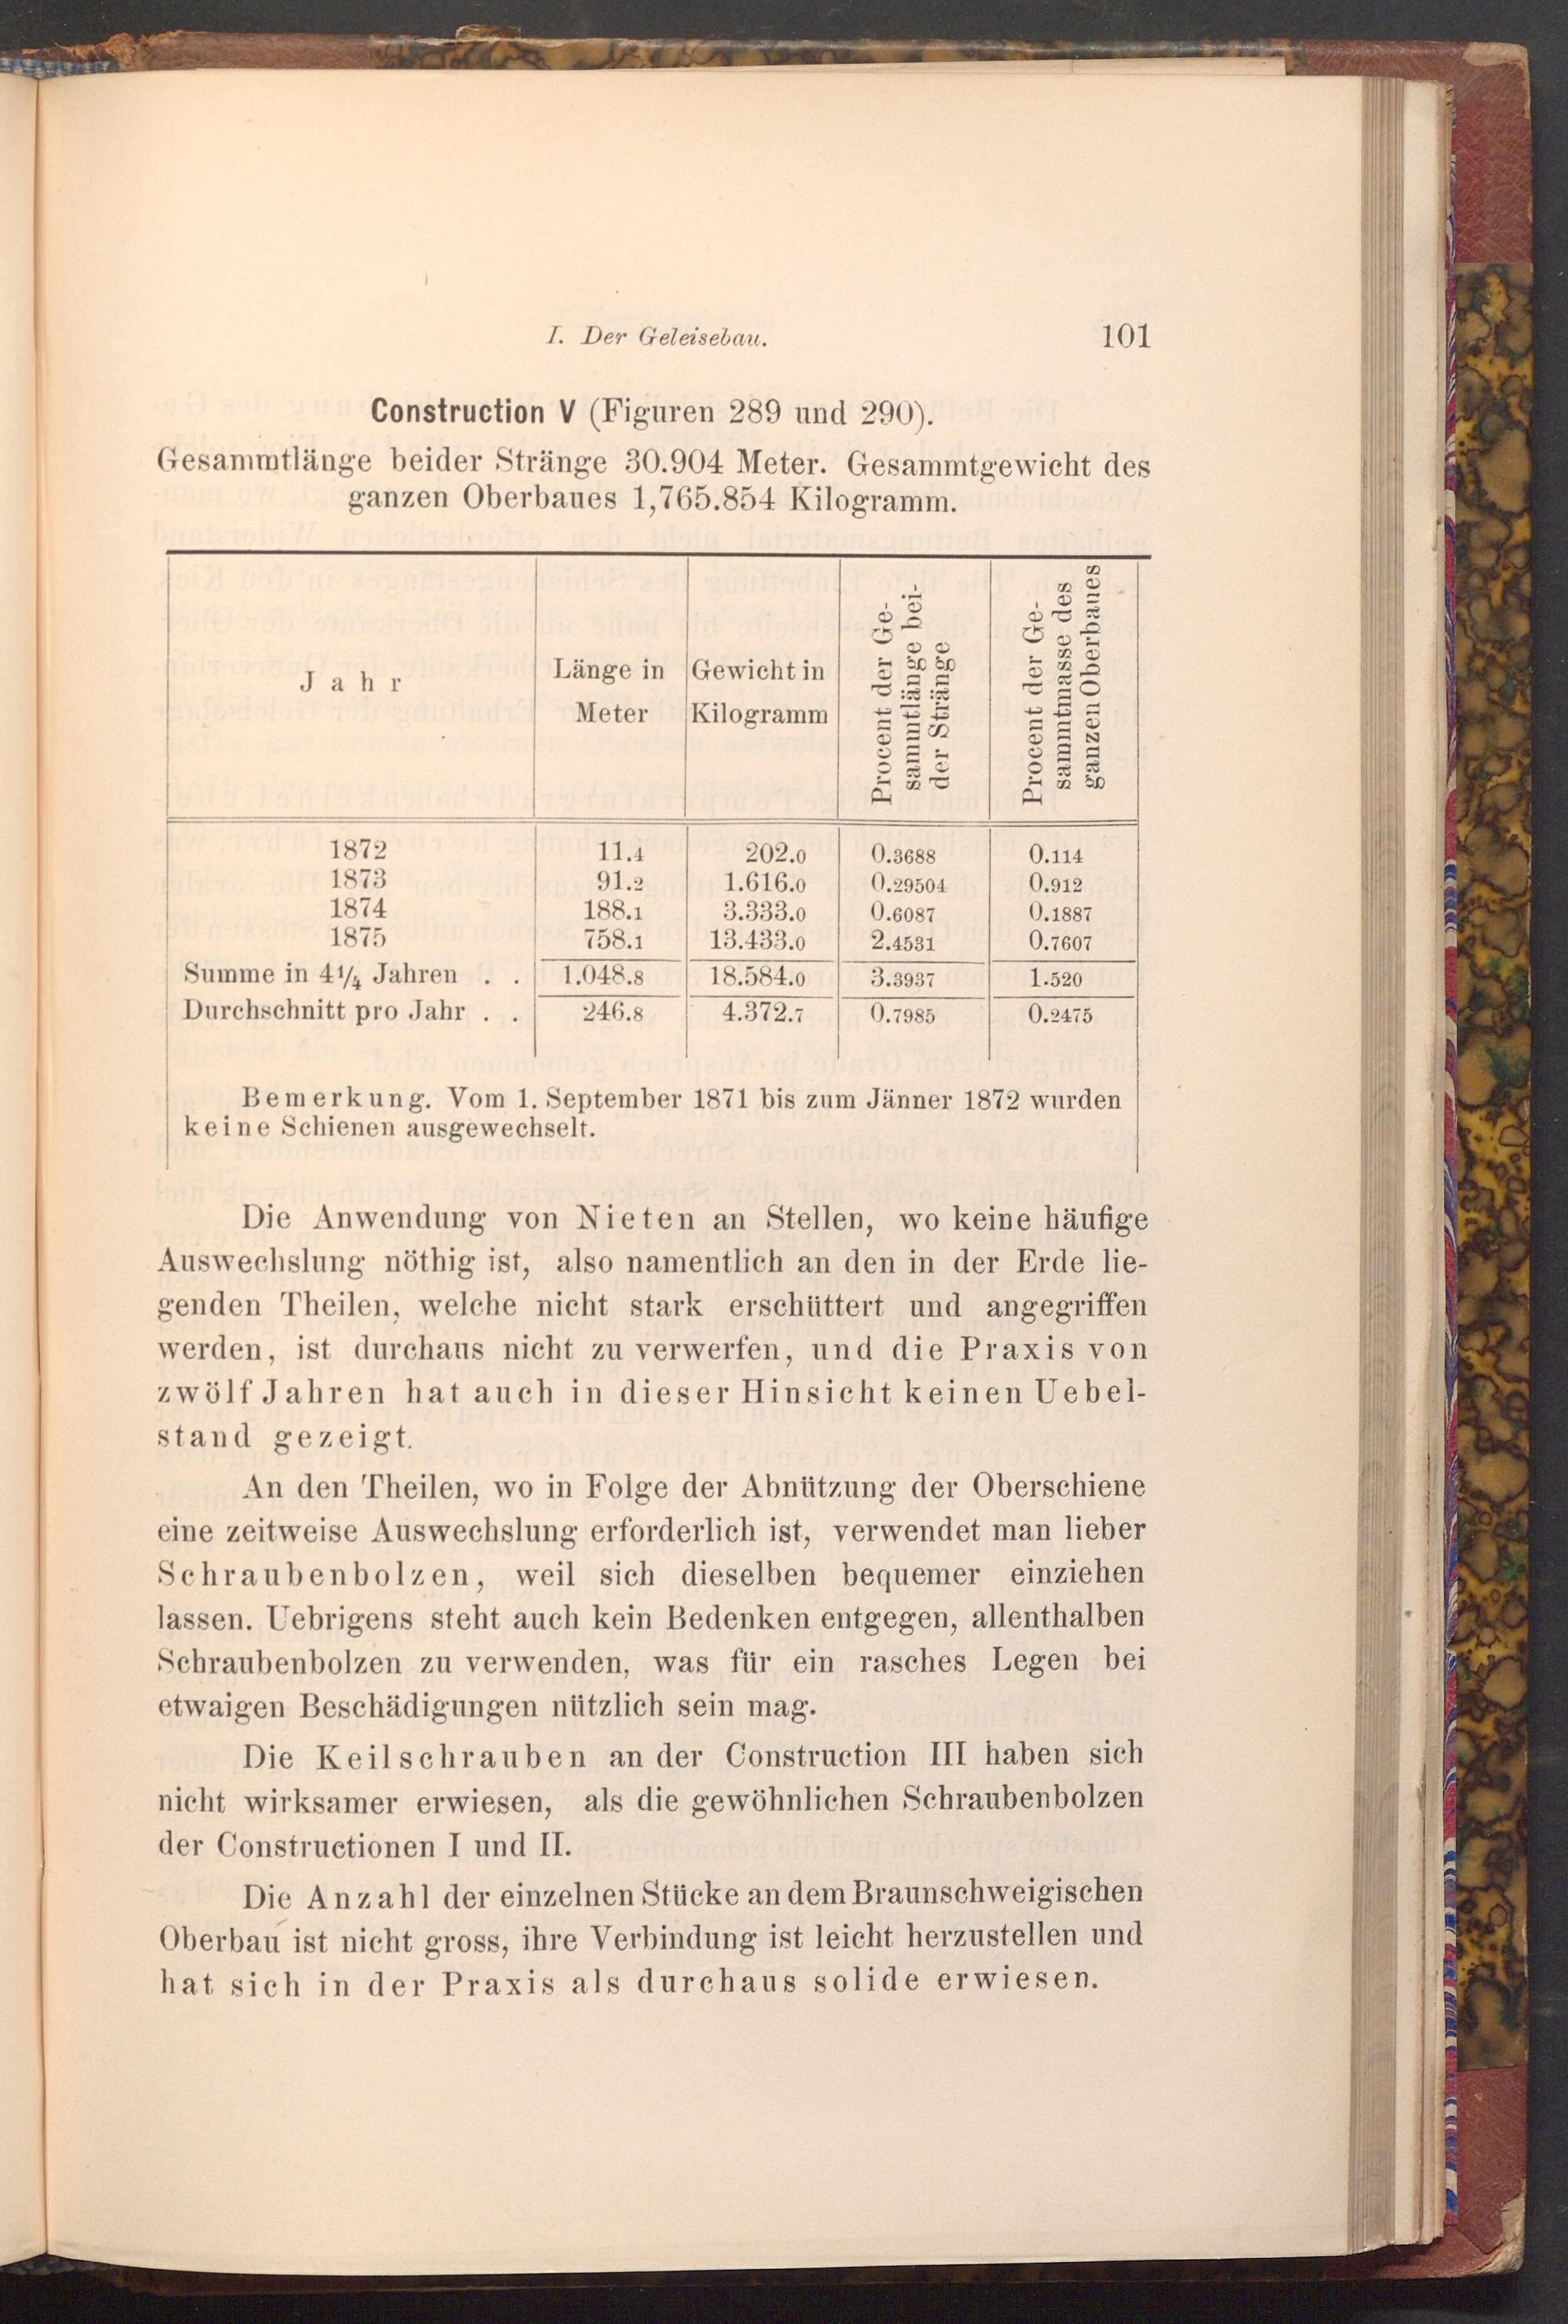 I. Der Geleisebau. 101
Construction V (Figuren 289 und 290).
Gesammtlänge beider Stränge 30.904 Meter. Gesammtgewicht des
ganzen Oberbaues 1,765.854 Kilogramm.
Jahr
Länge in
Meter
Gewicht in
Kilogramm
Procent der Ge-
sammtlänge bei-
der Stränge
Procent der Ge-
sammtmasse des
ganzen Oberbaues
1872 11.4 202.0 0.3688 0.114
1873 91.2 1.616.0 0.29504 0.912
1874 188.1 3.333.0 0.6087 0.1887
1875 758.1 13.433.0 2.4531 0.7607
Summe in 4¼ Jahren . . 1.048.8 18.584.0 3.3937 1.520
Durchschnitt pro Jahr . . 246.8 4.372.7 0.7985 0.2475
Bemerkung. Vom 1. September 1871 bis zum Jänner 1872 wurden
keine Schienen ausgewechselt.
Die Anwendung von Nieten an Stellen, wo keine häufige
Auswechslung nöthig ist, also namentlich an den in der Erde lie-
genden Theilen, welche nicht stark erschüttert und angegriffen
werden, ist durchaus nicht zu verwerfen, und die Praxis von
zwölf Jahren hat auch in dieser Hinsicht keinen Uebel-
stand gezeigt.
An den Theilen, wo in Folge der Abnützung der Oberschiene
eine zeitweise Auswechslung erforderlich ist, verwendet man lieber
Schraubenbolzen, weil sich dieselben bequemer einziehen
lassen. Uebrigens steht auch kein Bedenken entgegen, allenthalben
Schraubenbolzen zu verwenden, was für ein rasches Legen bei
etwaigen Beschädigungen nützlich sein mag.
Die Keilschrauben an der Construction III haben sich
nicht wirksamer erwiesen, als die gewöhnlichen Schraubenbolzen
der Constructionen I und II.
Die Anzahl der einzelnen Stücke an dem Braunschweigischen
Oberbau ist nicht gross, ihre Verbindung ist leicht herzustellen und
hat sich in der Praxis als durchaus solide erwiesen.